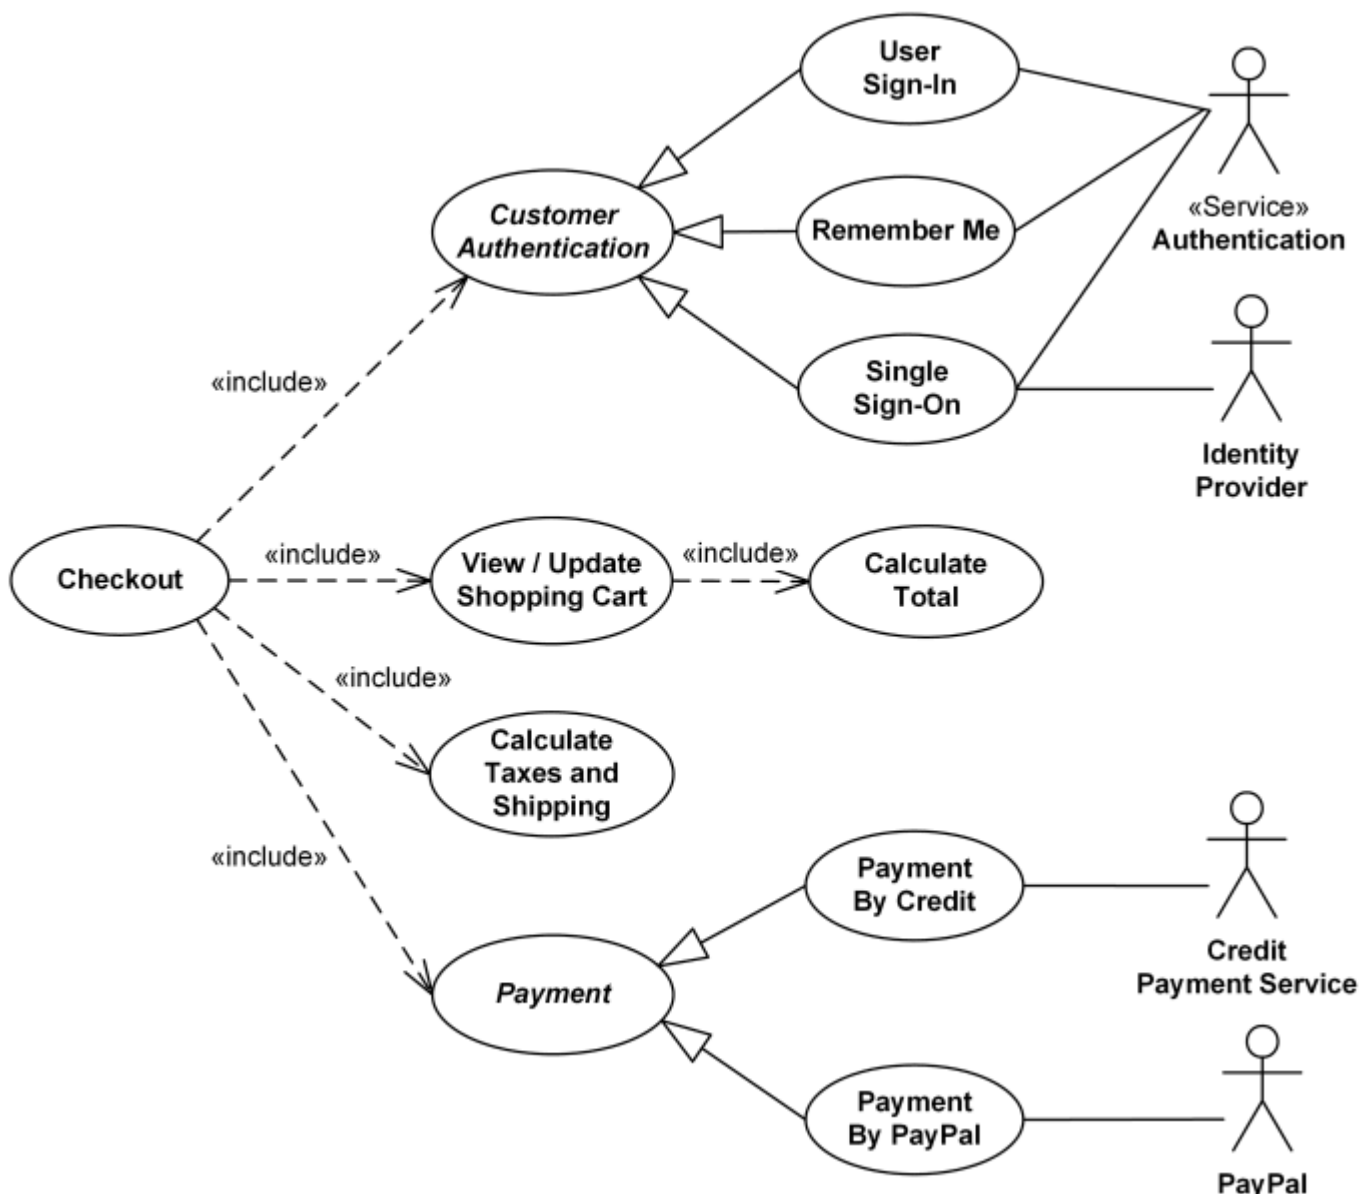 User
Sign-In
«Service»
Authentication
Customer
Authentication
Remember Me
«include»
Single
Sign-On
Identity
Provider
Checkout
«include»
View / Update
Shopping Cart
«include»
Calculate
Total
«include»
Calculate
Taxes and
Shipping
«include»
Payment
By Credit
Credit
Payment Service
Payment
Payment
By PayPal
PayPal